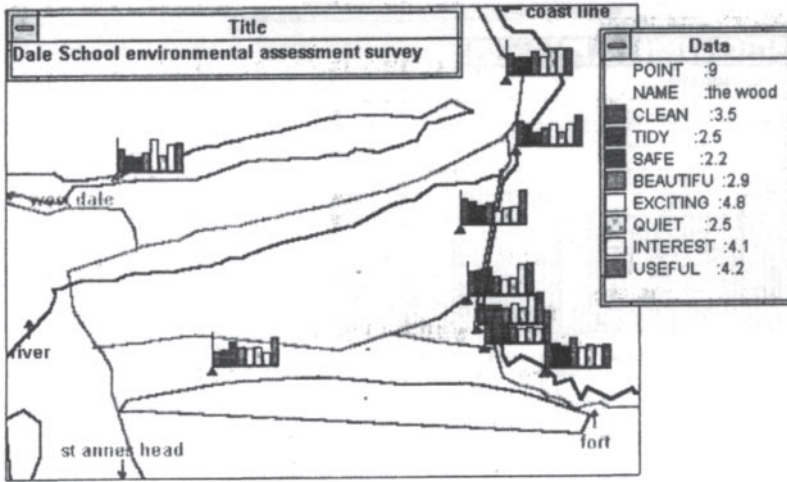 coast line
Title
Dale School environmental assessment survey
Data
POINT :9
NAME :the wood
CLEAN :3.5
TIDY :2.5
SAFE :2.2
BEAUTIFU :2.9
EXCITING :4.8
QUIET :2.5
INTEREST :4.1
USEFUL :4.2
west dale
river
st annes head
fort